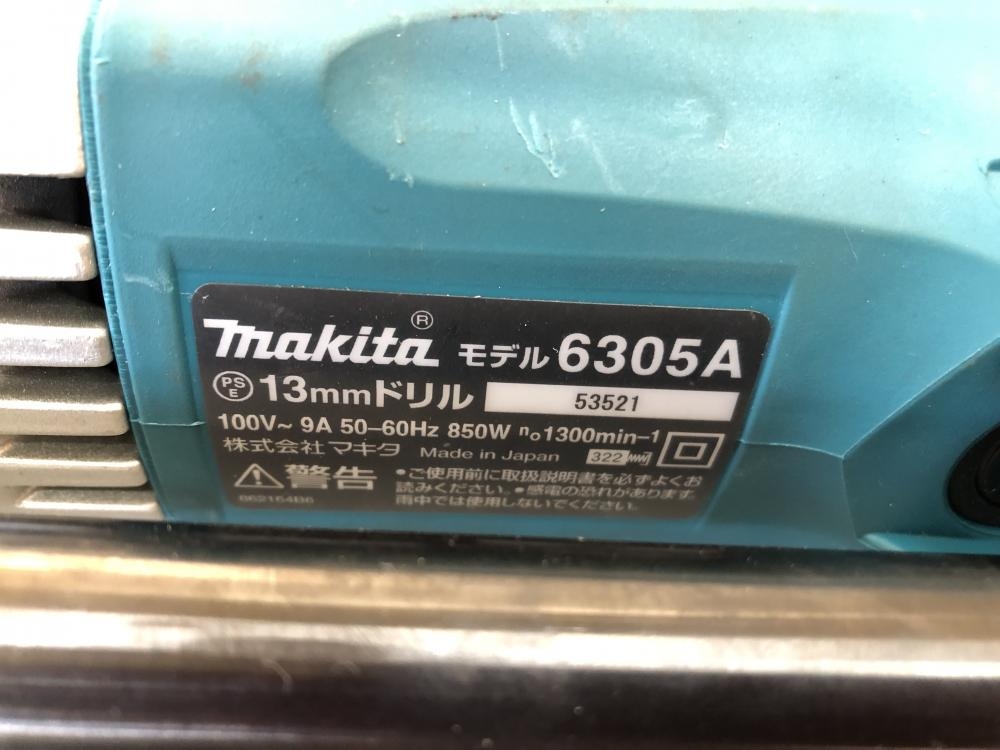 makita® モデル 6305A
PSE 13mmドリル 53521
100V~ 9A 50-60Hz 850W n₀1300min-1
株式会社 マキタ Made in Japan 322
警告 •ご使用前に取扱説明書を必ずよくお
読みください。•感電の恐れがあります
雨中では使用しないでください。
862164B6